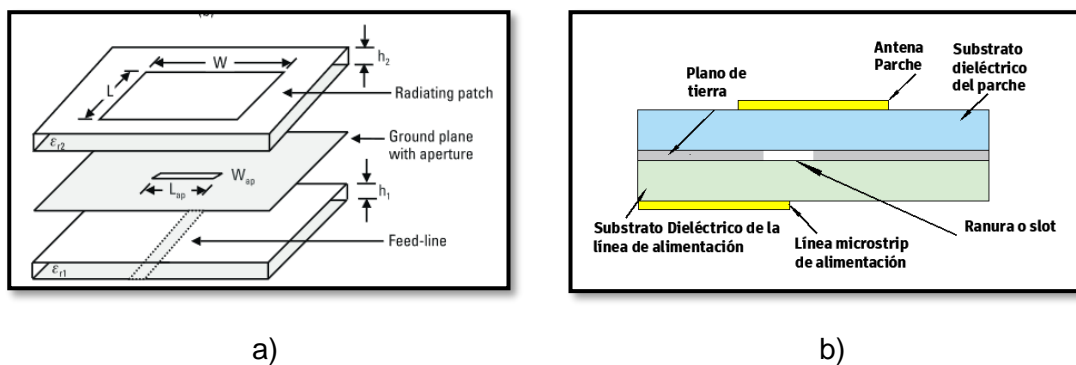 W
h₂
L
Radiating patch
εr2
Ground plane
with aperture
Wap
Lap
h₁
Feed-line
εr1
a)
Antena
Parche
Substrato
dieléctrico
del parche
Plano de
tierra
Substrato Dieléctrico de la
línea de alimentación
Línea microstrip
de alimentación
Ranura o slot
b)